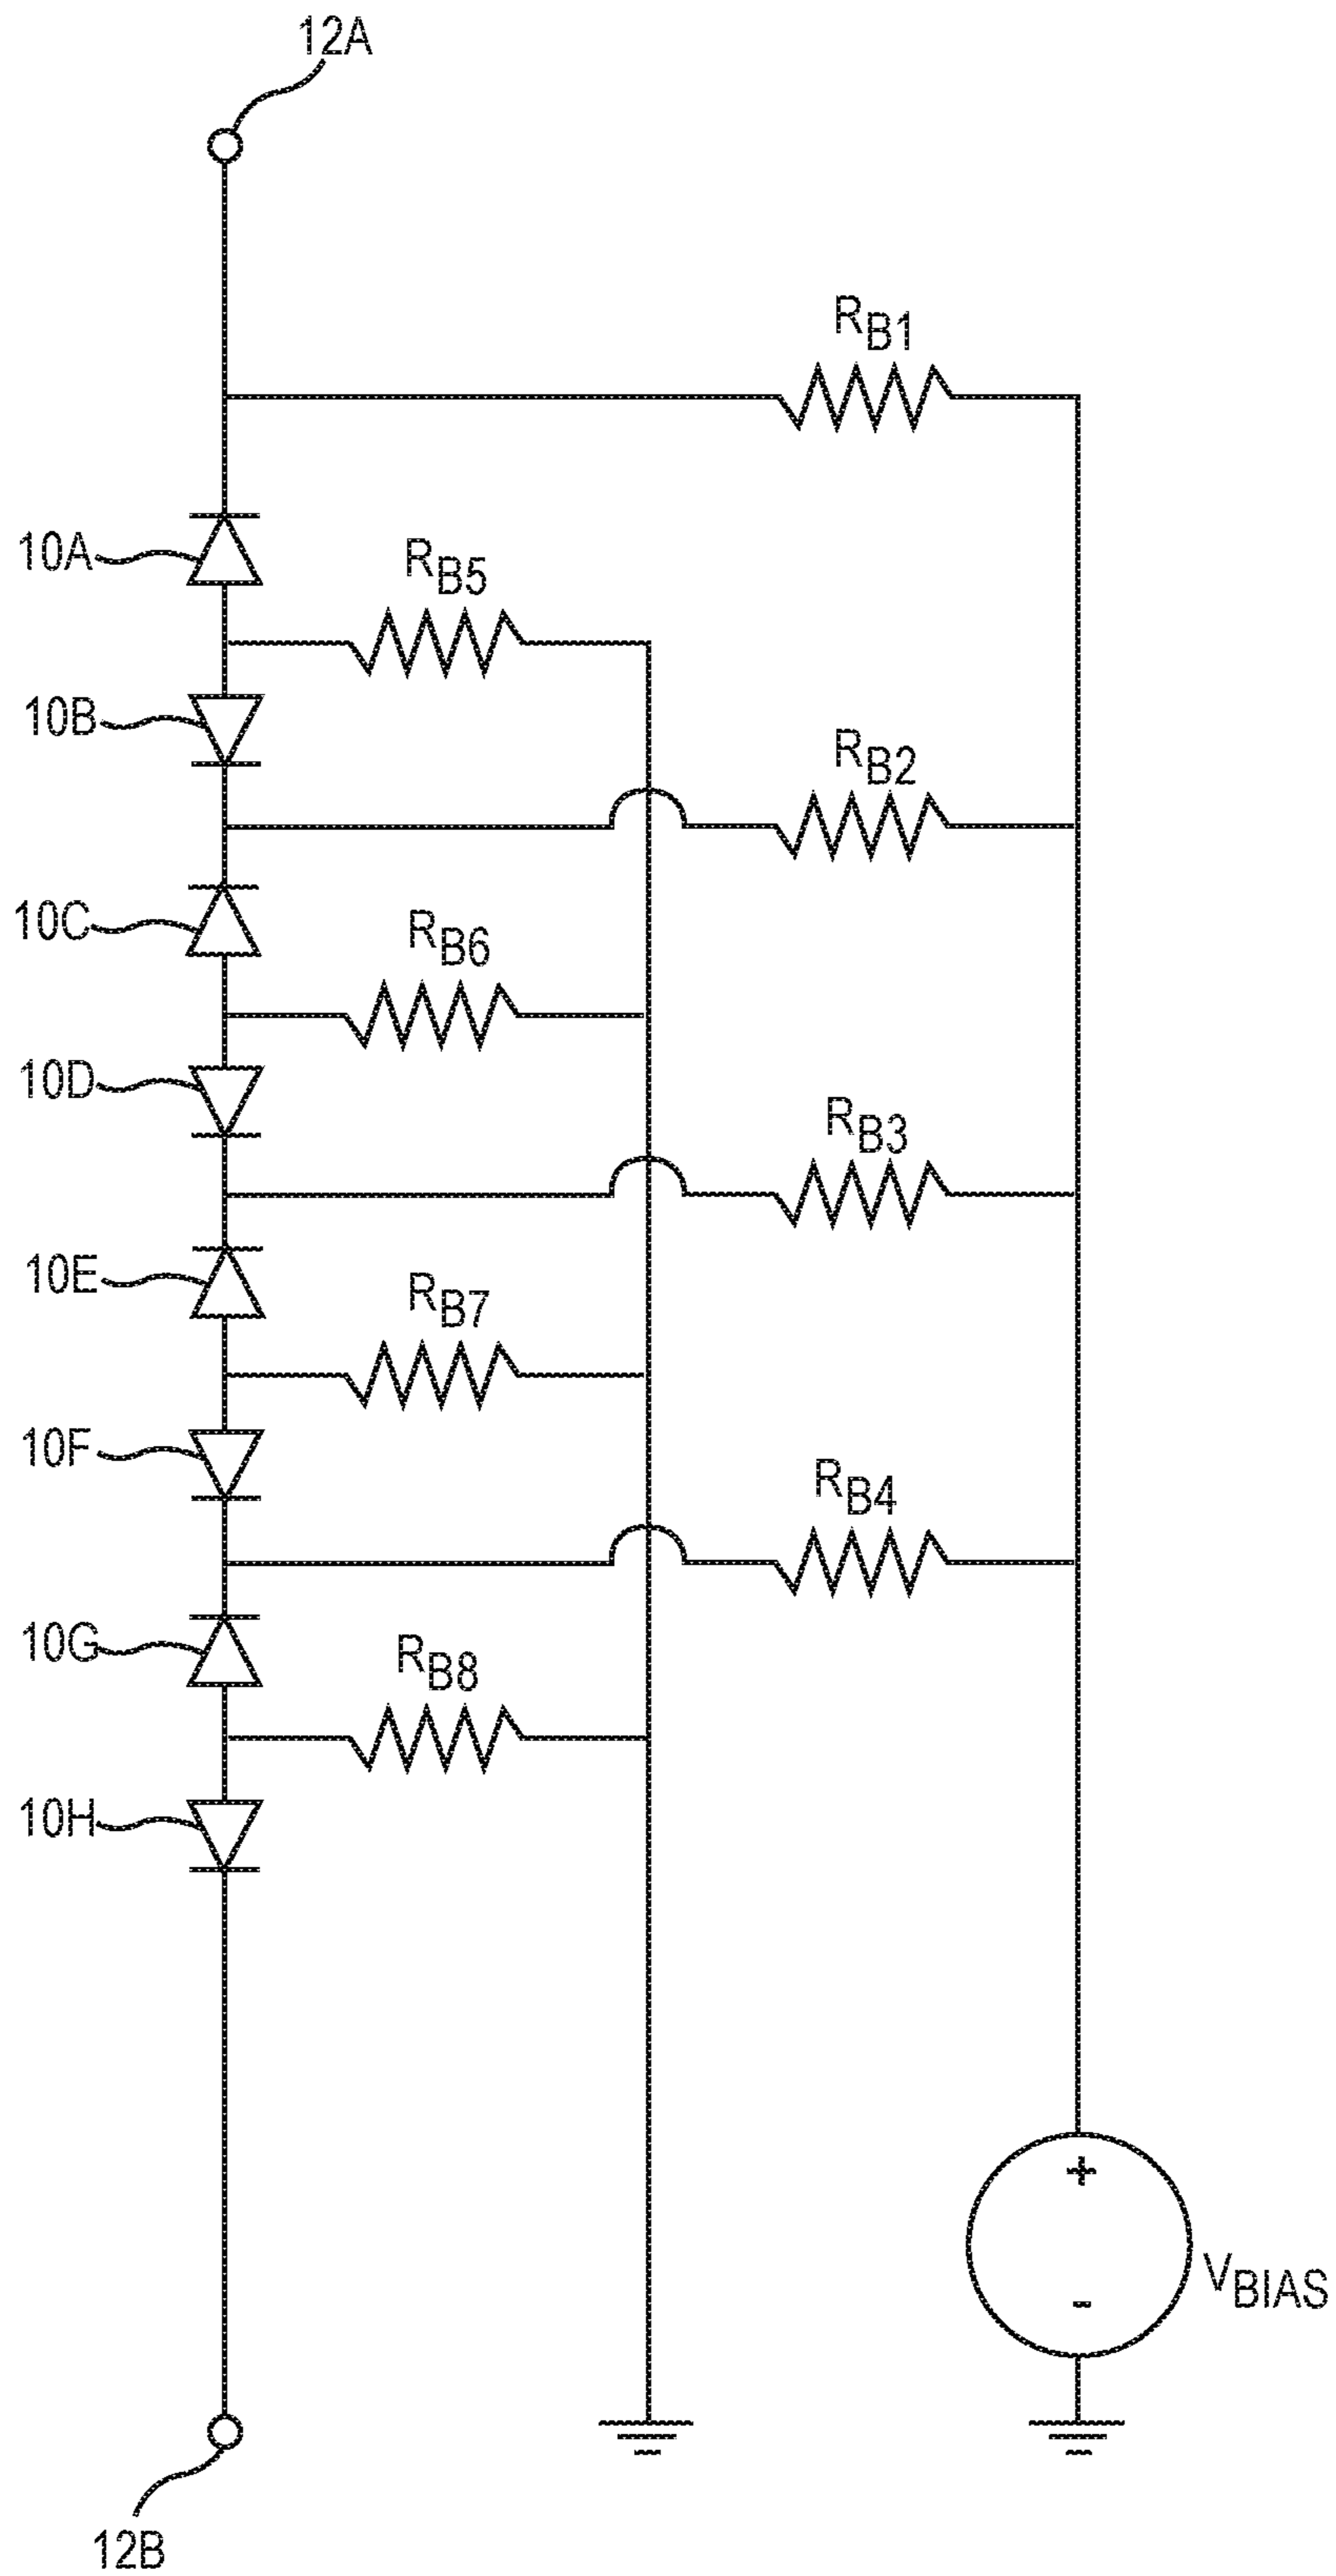 12A
RB1
10A
RB5
10B
RB2
10C
RB6
10D
RB3
10E
RB7
10F
RB4
10G
RB8
10H
+
-
VBIAS
12B